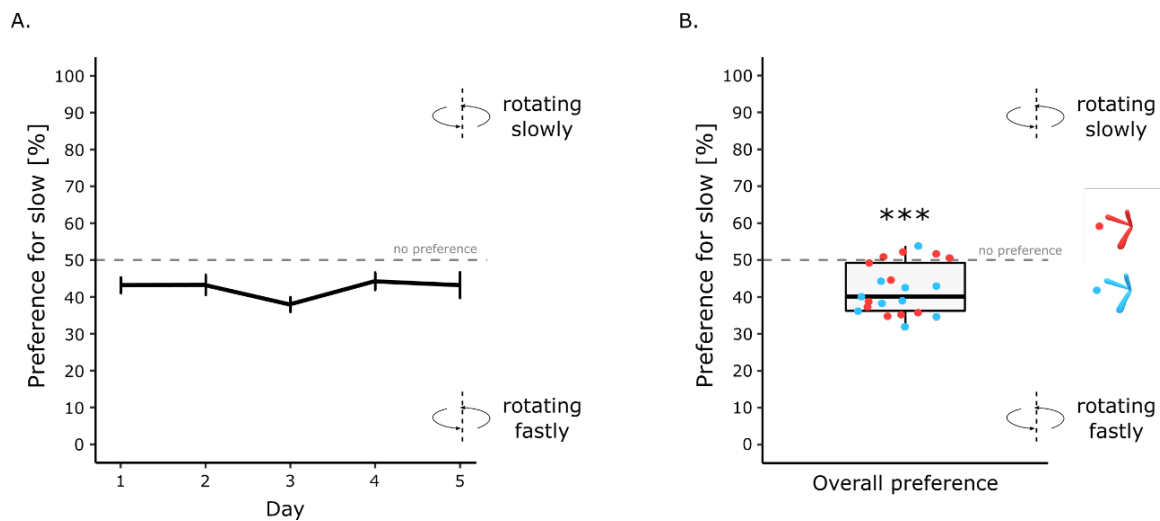 A.
Preference for slow [%]
100
90
80
70
60
50
40
30
20
10
0
rotating
slowly
no preference
rotating
fastly
1 2 3 4 5
Day
B.
Preference for slow [%]
100
90
80
70
60
50
40
30
20
10
0
rotating
slowly
***
no preference
rotating
fastly
Overall preference